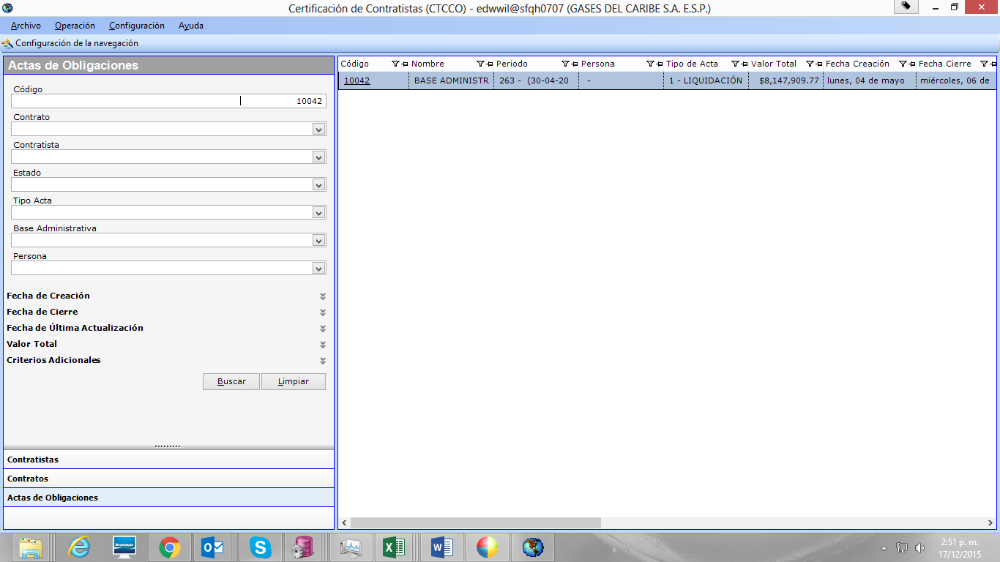 Certificación de Contratistas (CTCCO) - edwwil@sfqh0707 (GASES DEL CARIBE S.A. E.S.P.)
Archivo Operación Configuración Ayuda
Configuración de la navegación
Actas de Obligaciones
Código
10042
Contrato
Contratista
Estado
Tipo Acta
Base Administrativa
Persona
Fecha de Creación
Fecha de Cierre
Fecha de Última Actualización
Valor Total
Criterios Adicionales
Buscar Limpiar
Contratistas
Contratos
Actas de Obligaciones
Código Nombre Periodo Persona Tipo de Acta Valor Total Fecha Creación Fecha Cierre
10042 BASE ADMINISTR 263 - (30-04-20 - 1 - LIQUIDACIÓN $8,147,909.77 lunes, 04 de mayo miércoles, 06 de
lenovo
2:51 p. m.
17/12/2015